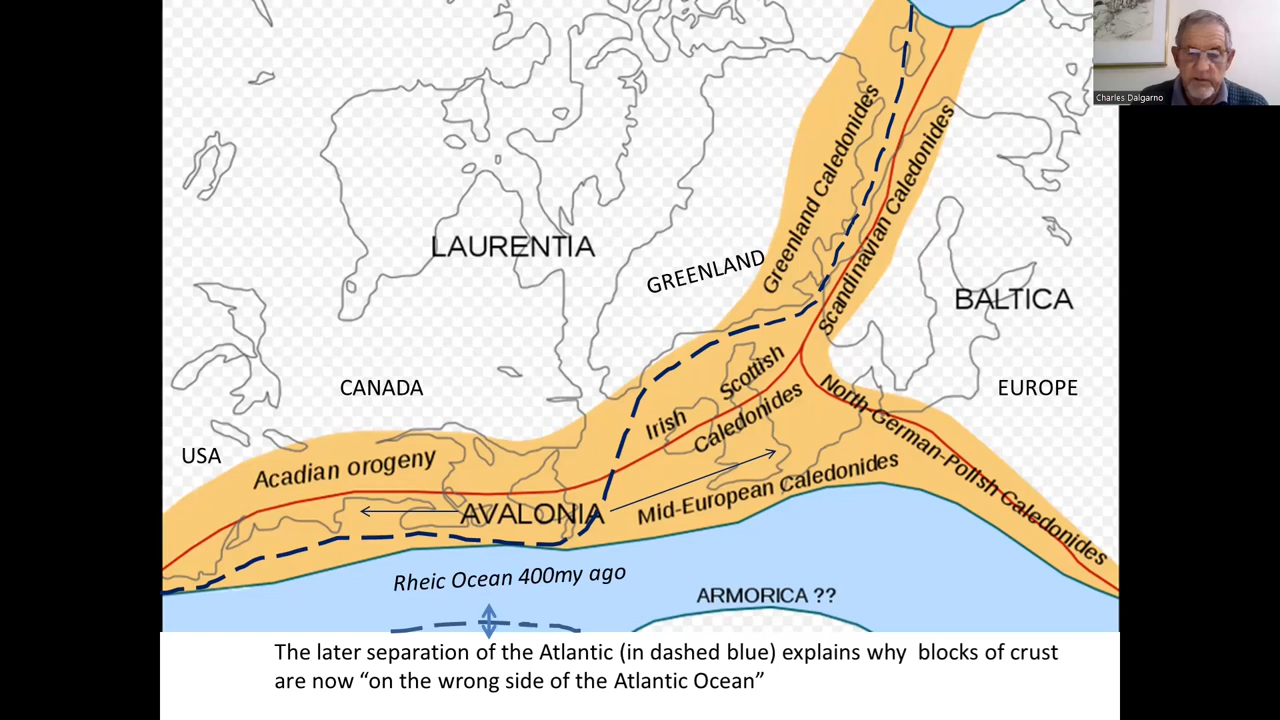 Charles Dalgarno
Greenland Caledonides
Scandinavian Caledonides
LAURENTIA
GREENLAND
BALTICA
CANADA
EUROPE
Scottish
Irish
Caledonides
North German-Polish Caledonides
USA
Acadian orogeny
AVALONIA
Mid-European Caledonides
Rheic Ocean 400my ago
ARMORICA ??
The later separation of the Atlantic (in dashed blue) explains why blocks of crust
are now “on the wrong side of the Atlantic Ocean”